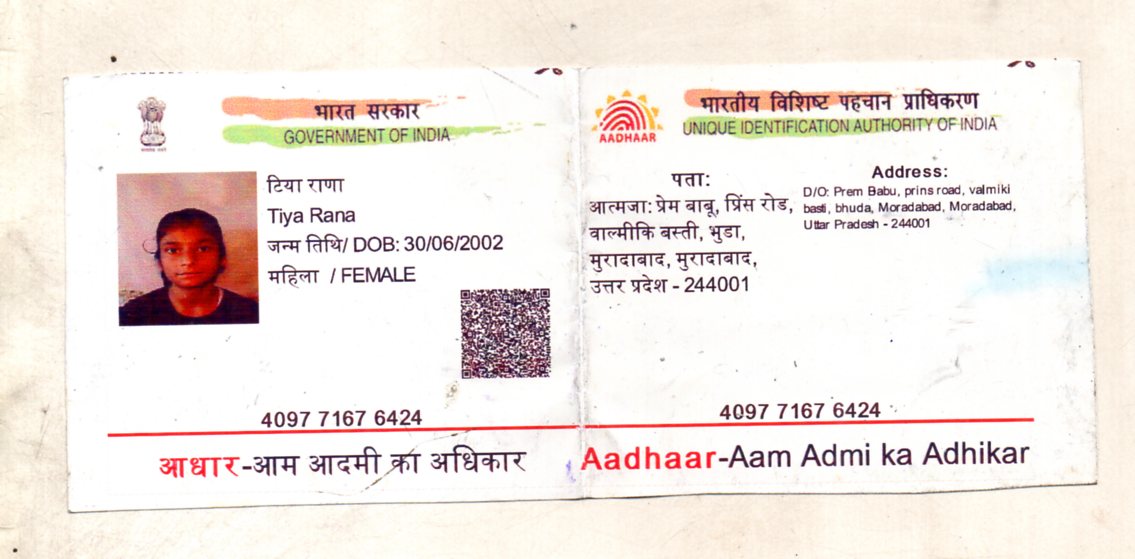 भारत सरकार
GOVERNMENT OF INDIA
टिया राणा
Tiya Rana
जन्म तिथि/ DOB: 30/06/2002
महिला / FEMALE
4097 7167 6424
आधार-आम आदमी का अधिकार
AADHAAR
भारतीय विशिष्ट पहचान प्राधिकरण
UNIQUE IDENTIFICATION AUTHORITY OF INDIA
पता:
आत्मजा: प्रेम बाबू, प्रिंस रोड,
वाल्मीकि बस्ती, भुडा,
मुरादाबाद, मुरादाबाद,
उत्तर प्रदेश - 244001
Address:
D/O: Prem Babu, prins road, valmiki
basti, bhuda, Moradabad, Moradabad,
Uttar Pradesh - 244001
4097 7167 6424
Aadhaar-Aam Admi ka Adhikar